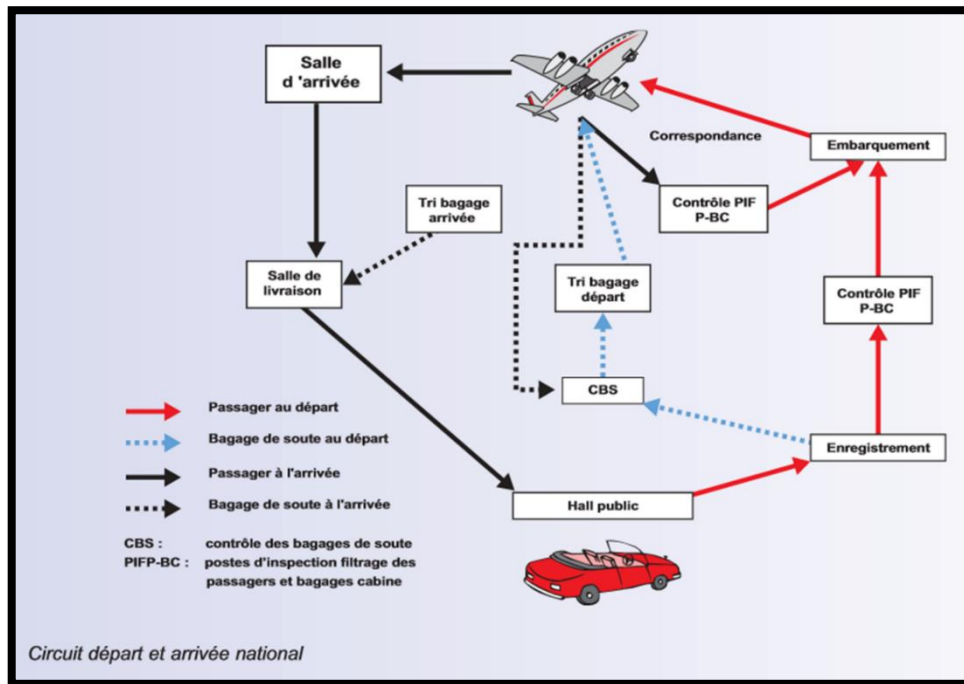 Salle
d 'arrivée
Correspondance
Embarquement
Tri bagage
arrivée
Contrôle PIF
P-BC
Salle de
livraison
Tri bagage
départ
Contrôle PIF
P-BC
CBS
Passager au départ
Bagage de soute au départ
Enregistrement
Passager à l'arrivée
Bagage de soute à l'arrivée
Hall public
CBS : contrôle des bagages de soute
PIFP-BC : postes d'inspection filtrage des
passagers et bagages cabine
Circuit départ et arrivée national